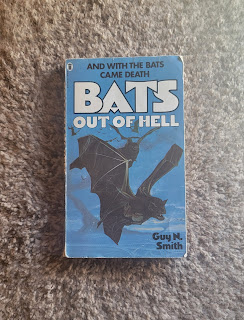 AND WITH THE BATS
CAME DEATH
BATS
OUT OF HELL
Guy N.
Smith